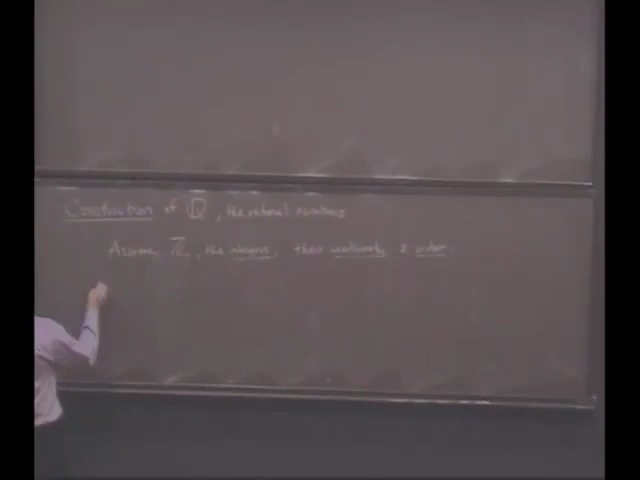 Construction of ℚ, the rational numbers
Assume ℤ, the integers, their arithmetic & order.